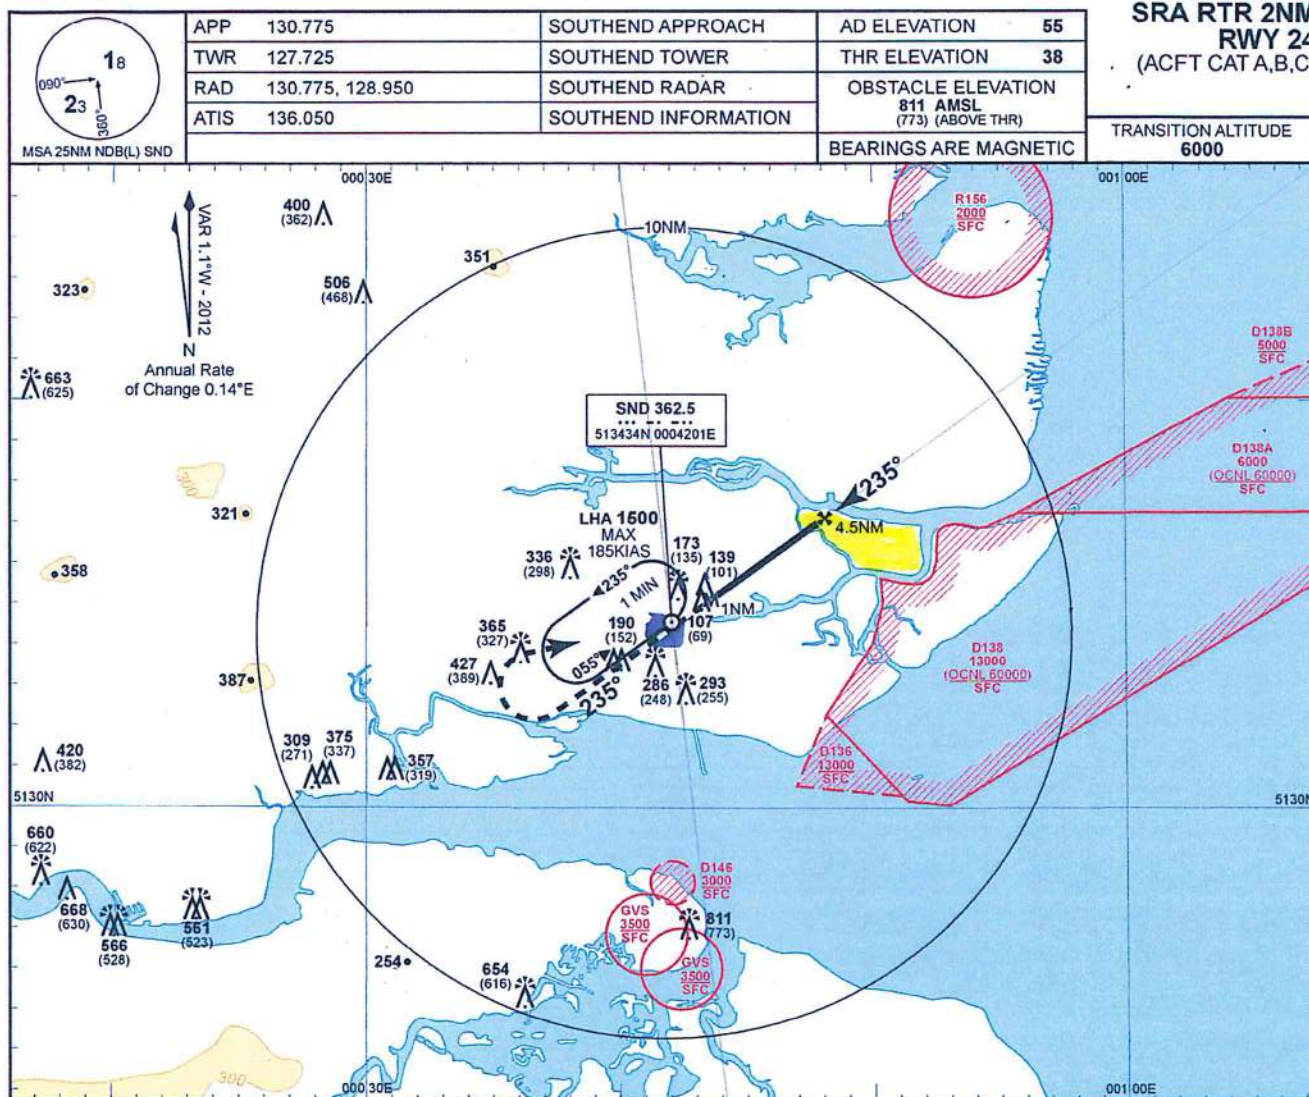 SRA RTR 2NM
RWY 24
(ACFT CAT A,B,C
APP 130.775 SOUTHEND APPROACH AD ELEVATION 55
TWR 127.725 SOUTHEND TOWER THR ELEVATION 38
RAD 130.775, 128.950 SOUTHEND RADAR OBSTACLE ELEVATION
811 AMSL
(773) (ABOVE THR)
ATIS 136.050 SOUTHEND INFORMATION
BEARINGS ARE MAGNETIC
TRANSITION ALTITUDE
6000
18
090°
23
360°
MSA 25NM NDB(L) SND
000 30E
001 00E
VAR 1.1°W - 2012
N
Annual Rate
of Change 0.14°E
400
(362)
351
10NM
R156
2000
SFC
323
506
(468)
663
(625)
D138B
5000
SFC
SND 362.5
... -. -..
513434N 0004201E
D138A
6000
(OCNL 60000)
SFC
300
321
235°
4.5NM
LHA 1500
MAX
185KIAS
173
(135)
139
(101)
336
(298)
358
235°
1 MIN
1NM
107
(69)
365
(327)
190
(152)
055°
427
(389)
235°
286
(248)
293
(255)
387
D138
13000
(OCNL 60000)
SFC
D136
13000
SFC
420
(382)
309
(271)
375
(337)
357
(319)
5130N
5130N
660
(622)
668
(630)
566
(528)
561
(523)
D146
3000
SFC
GVS
3500
SFC
811
(773)
GVS
3500
SFC
254
654
(616)
300
000 30E
001 00E